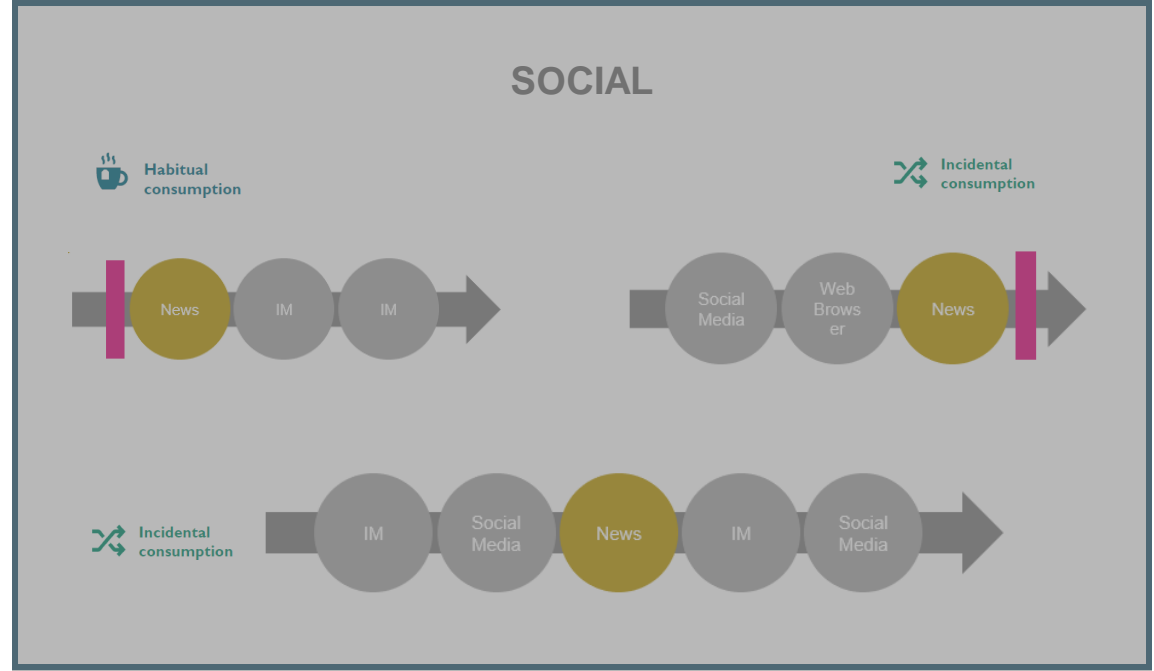 SOCIAL
Habitual
consumption
Incidental
consumption
News
IM
IM
Social
Media
Web
Brows
er
News
Incidental
consumption
IM
Social
Media
News
IM
Social
Media